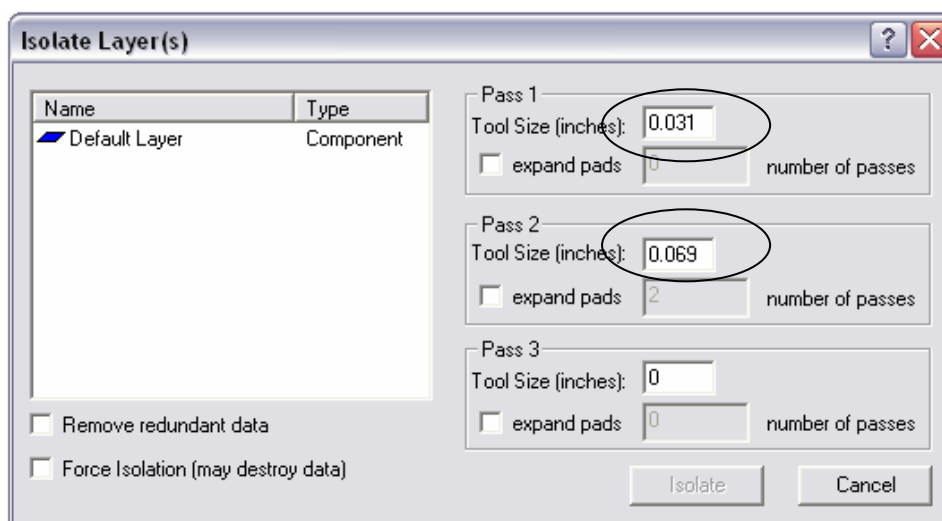 Isolate Layer(s)
Name Type
Default Layer Component
Remove redundant data
Force Isolation (may destroy data)
Pass 1
Tool Size (inches): 0.031
expand pads 0 number of passes
Pass 2
Tool Size (inches): 0.069
expand pads 2 number of passes
Pass 3
Tool Size (inches): 0
expand pads 0 number of passes
Isolate Cancel